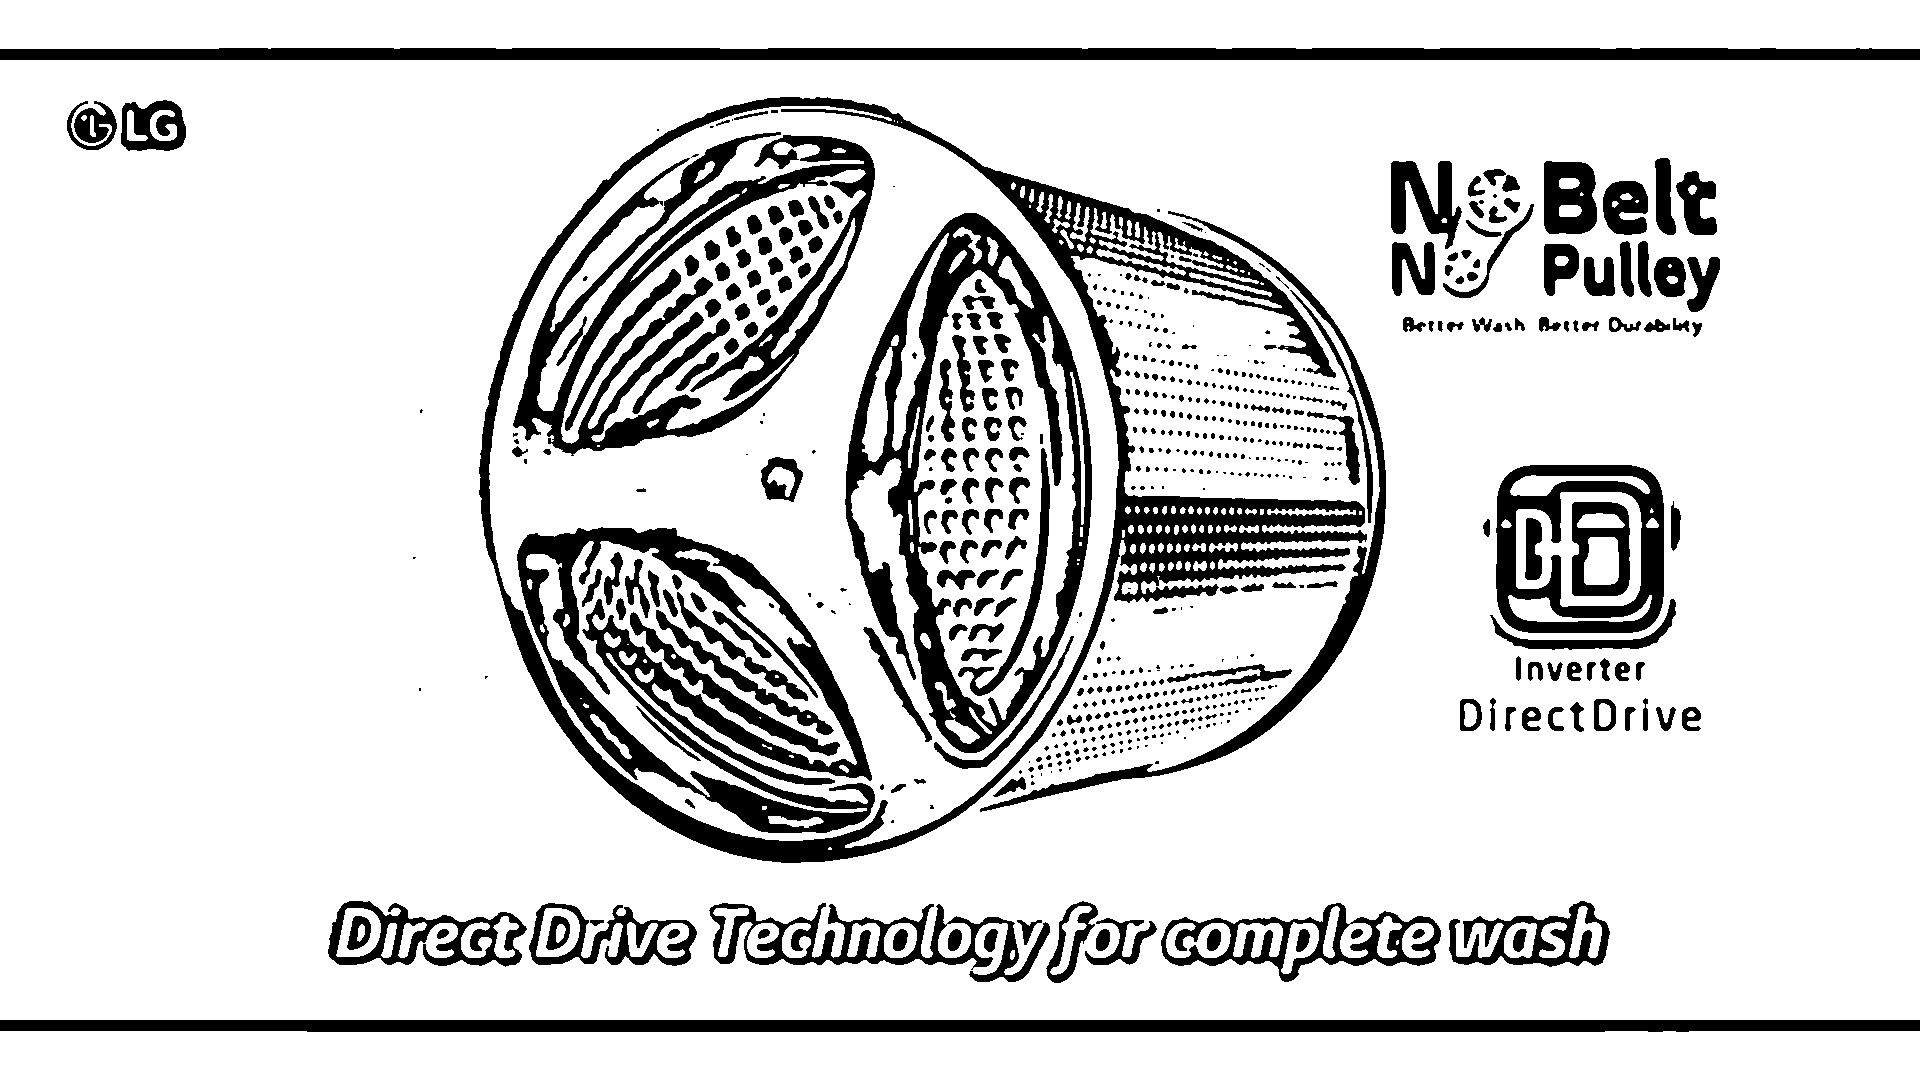 LG
No Belt
No Pulley
Better Wash Better Durability
DD
Inverter
DirectDrive
Direct Drive Technology for complete wash